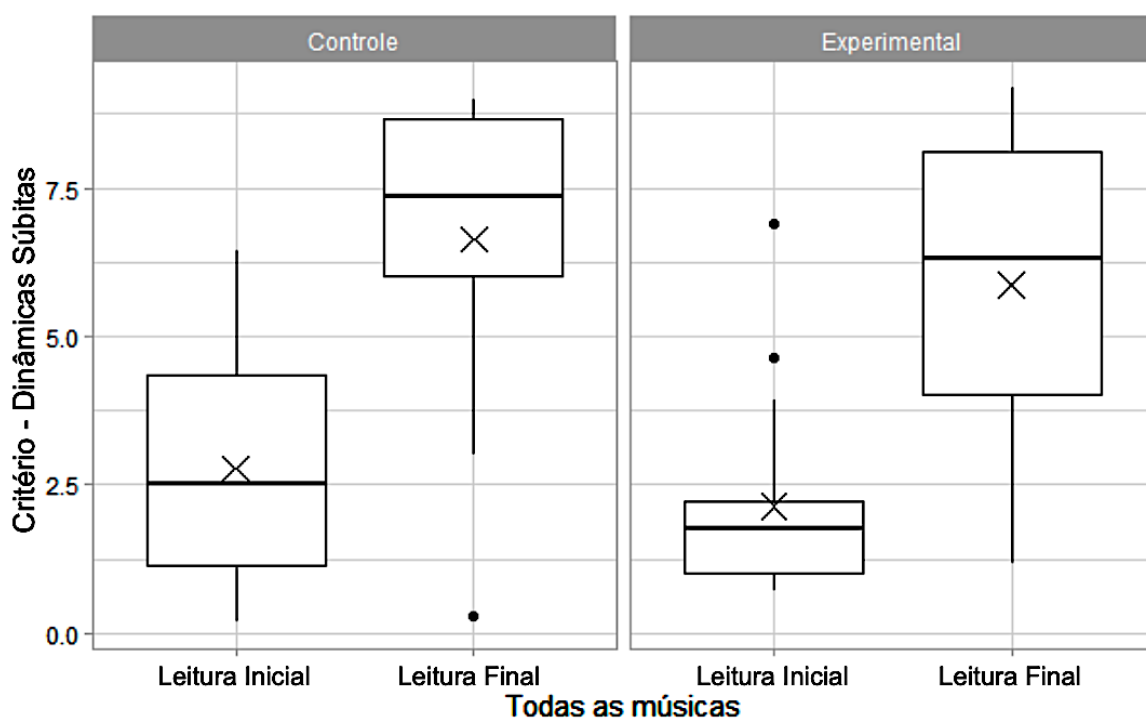 Controle
Experimental
Critério - Dinâmicas Súbitas
7.5
5.0
2.5
0.0
Leitura Inicial
Leitura Final
Leitura Inicial
Leitura Final
Todas as músicas